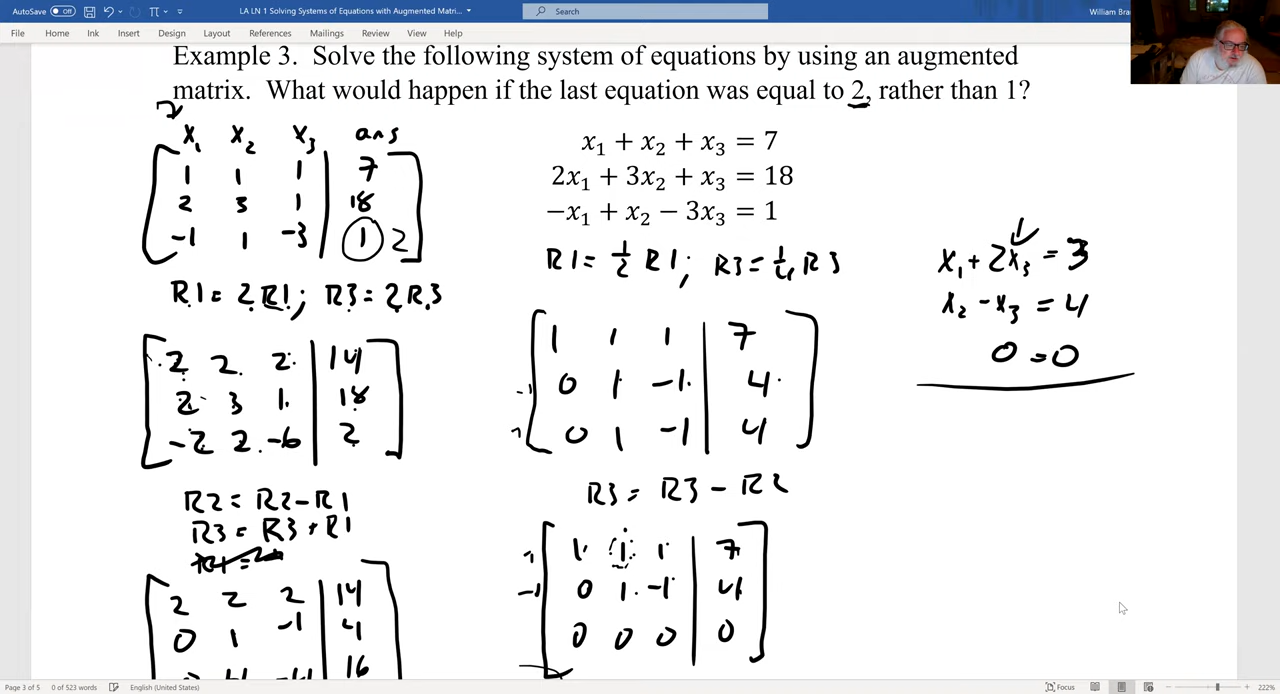 AutoSave Off LA LN 1 Solving Systems of Equations with Augmented Matri... Search William Bra
File Home Ink Insert Design Layout References Mailings Review View Help
Example 3. Solve the following system of equations by using an augmented
matrix. What would happen if the last equation was equal to 2, rather than 1?
x₁ x₂ x₃ ans
1 1 1 | 7
2 3 1 | 18
-1 1 -3 | 1 2
R1 = 2R1; R3 = 2R3
2 2 2 | 14
2 3 1 | 18
-2 2 -6 | 2
R2 = R2 - R1
R3 = R3 + R1
2 2 2 | 14
0 1 -1 | 4
16
x₁ + x₂ + x₃ = 7
2x₁ + 3x₂ + x₃ = 18
−x₁ + x₂ − 3x₃ = 1
R1 = 1/2 R1; R3 = 1/4 R3
1 1 1 | 7
0 1 -1 | 4
0 1 -1 | 4
R3 = R3 - R2
1 1 1 | 7
0 1 -1 | 4
0 0 0 | 0
x₁ + 2x₃ = 3
x₂ - x₃ = 4
0 = 0
Page 3 of 5 0 of 523 words English (United States) Focus 222%